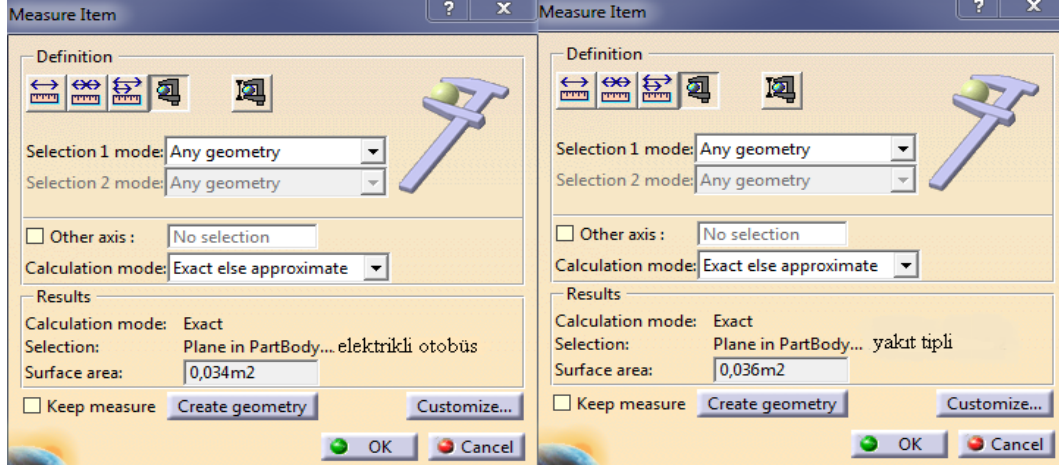 Measure Item
? X
Definition
Selection 1 mode: Any geometry
Selection 2 mode: Any geometry
Other axis : No selection
Calculation mode: Exact else approximate
Results
Calculation mode: Exact
Selection: Plane in PartBody... elektrikli otobüs
Surface area: 0,034m2
Keep measure Create geometry Customize...
OK Cancel
Measure Item
? X
Definition
Selection 1 mode: Any geometry
Selection 2 mode: Any geometry
Other axis : No selection
Calculation mode: Exact else approximate
Results
Calculation mode: Exact
Selection: Plane in PartBody... yakıt tipli
Surface area: 0,036m2
Keep measure Create geometry Customize...
OK Cancel